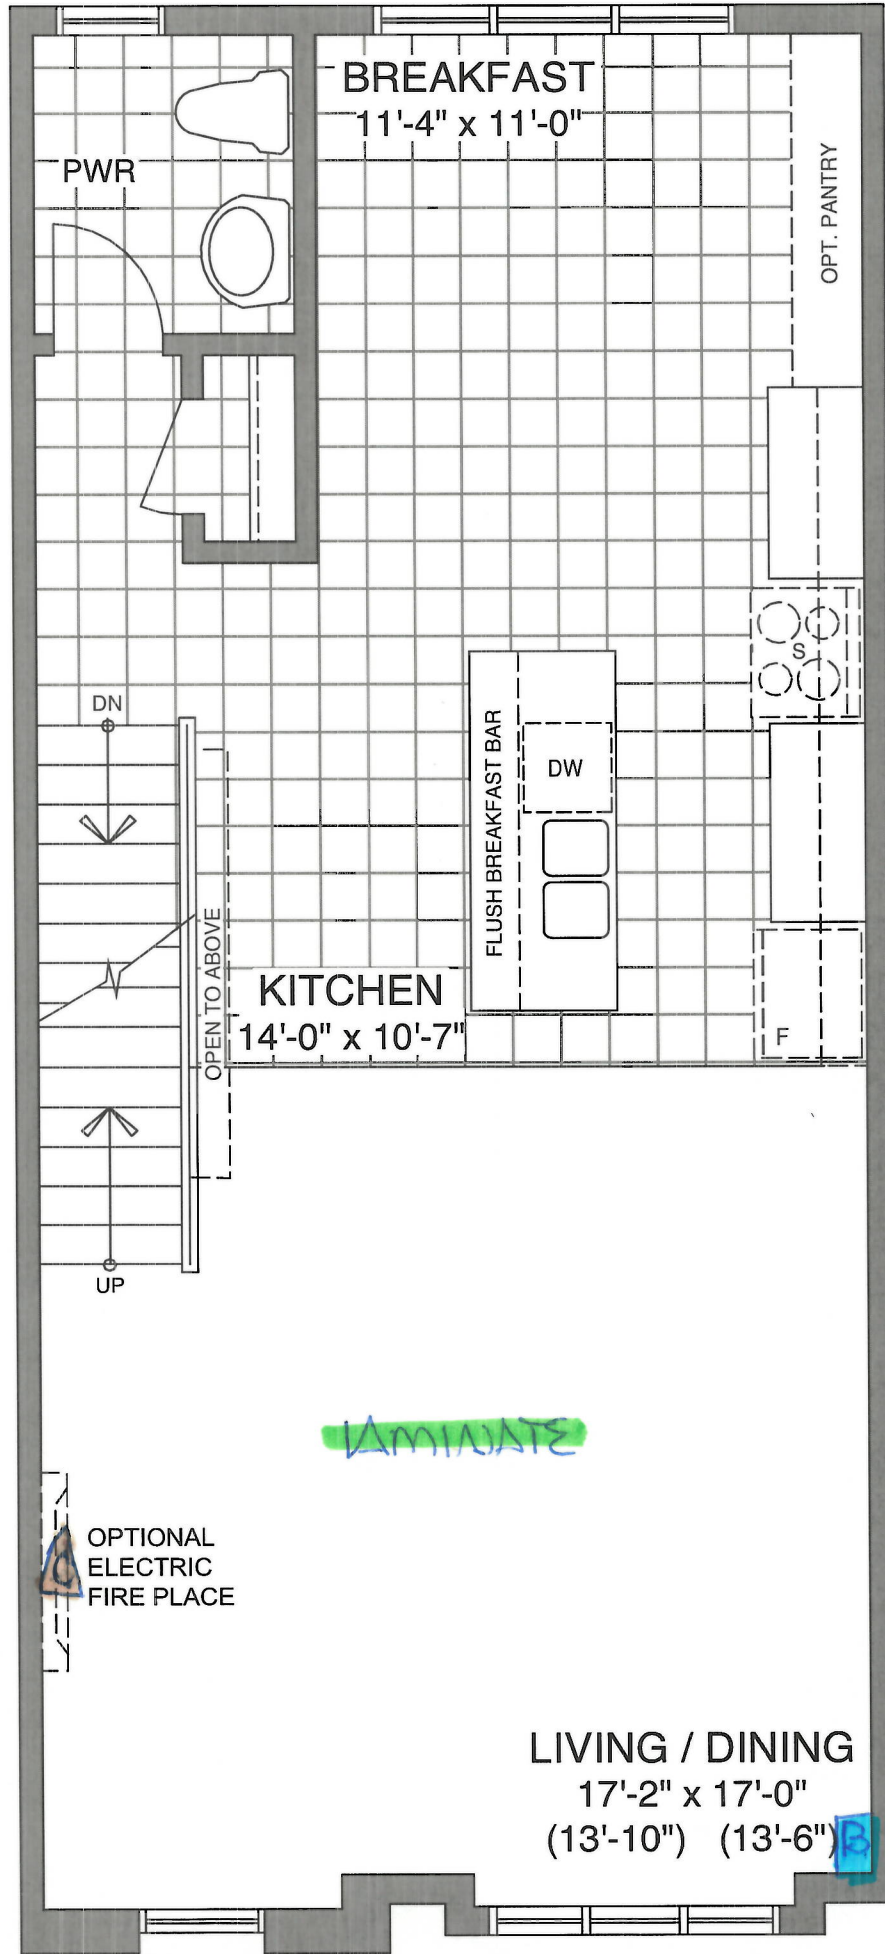 BREAKFAST
11'-4" x 11'-0"
PWR
OPT. PANTRY
S
DN
FLUSH BREAKFAST BAR
DW
OPEN TO ABOVE
KITCHEN
14'-0" x 10'-7"
F
UP
LAMINATE
C
OPTIONAL
ELECTRIC
FIRE PLACE
LIVING / DINING
17'-2" x 17'-0"
(13'-10") (13'-6")
B